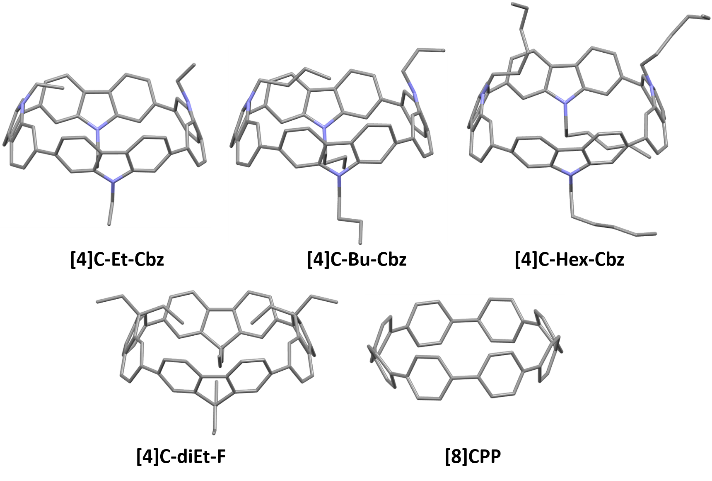 [4]C-Et-Cbz [4]C-Bu-Cbz [4]C-Hex-Cbz
[4]C-diEt-F [8]CPP